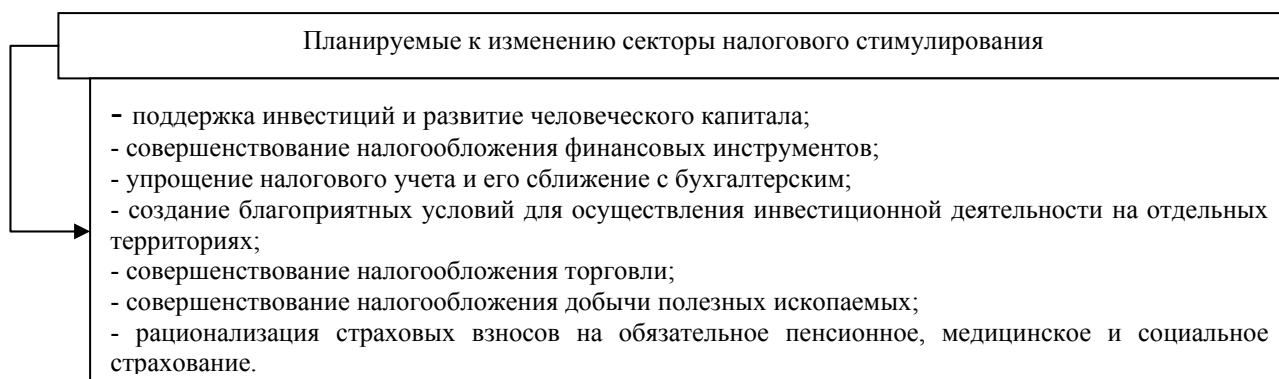 Планируемые к изменению секторы налогового стимулирования
- поддержка инвестиций и развитие человеческого капитала;
- совершенствование налогообложения финансовых инструментов;
- упрощение налогового учета и его сближение с бухгалтерским;
- создание благоприятных условий для осуществления инвестиционной деятельности на отдельных
территориях;
- совершенствование налогообложения торговли;
- совершенствование налогообложения добычи полезных ископаемых;
- рационализация страховых взносов на обязательное пенсионное, медицинское и социальное
страхование.